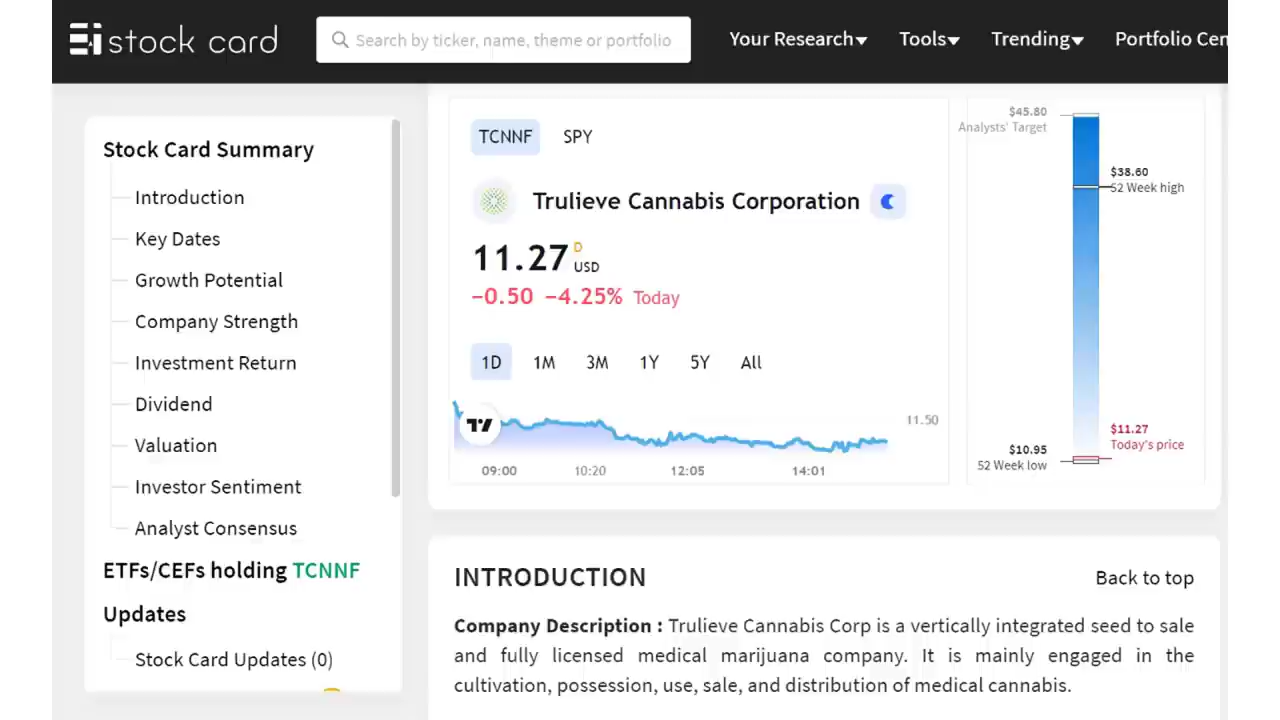 stock card
Search by ticker, name, theme or portfolio
Your Research
Tools
Trending
Portfolio Cen
Stock Card Summary
Introduction
Key Dates
Growth Potential
Company Strength
Investment Return
Dividend
Valuation
Investor Sentiment
Analyst Consensus
ETFs/CEFs holding TCNNF
Updates
Stock Card Updates (0)
TCNNF SPY
Trulieve Cannabis Corporation
11.27 D USD
−0.50 −4.25% Today
1D 1M 3M 1Y 5Y All
11.50
09:00 10:20 12:05 14:01
$45.80
Analysts' Target
$38.60
52 Week high
$11.27
Today's price
$10.95
52 Week low
INTRODUCTION
Back to top
Company Description : Trulieve Cannabis Corp is a vertically integrated seed to sale
and fully licensed medical marijuana company. It is mainly engaged in the
cultivation, possession, use, sale, and distribution of medical cannabis.